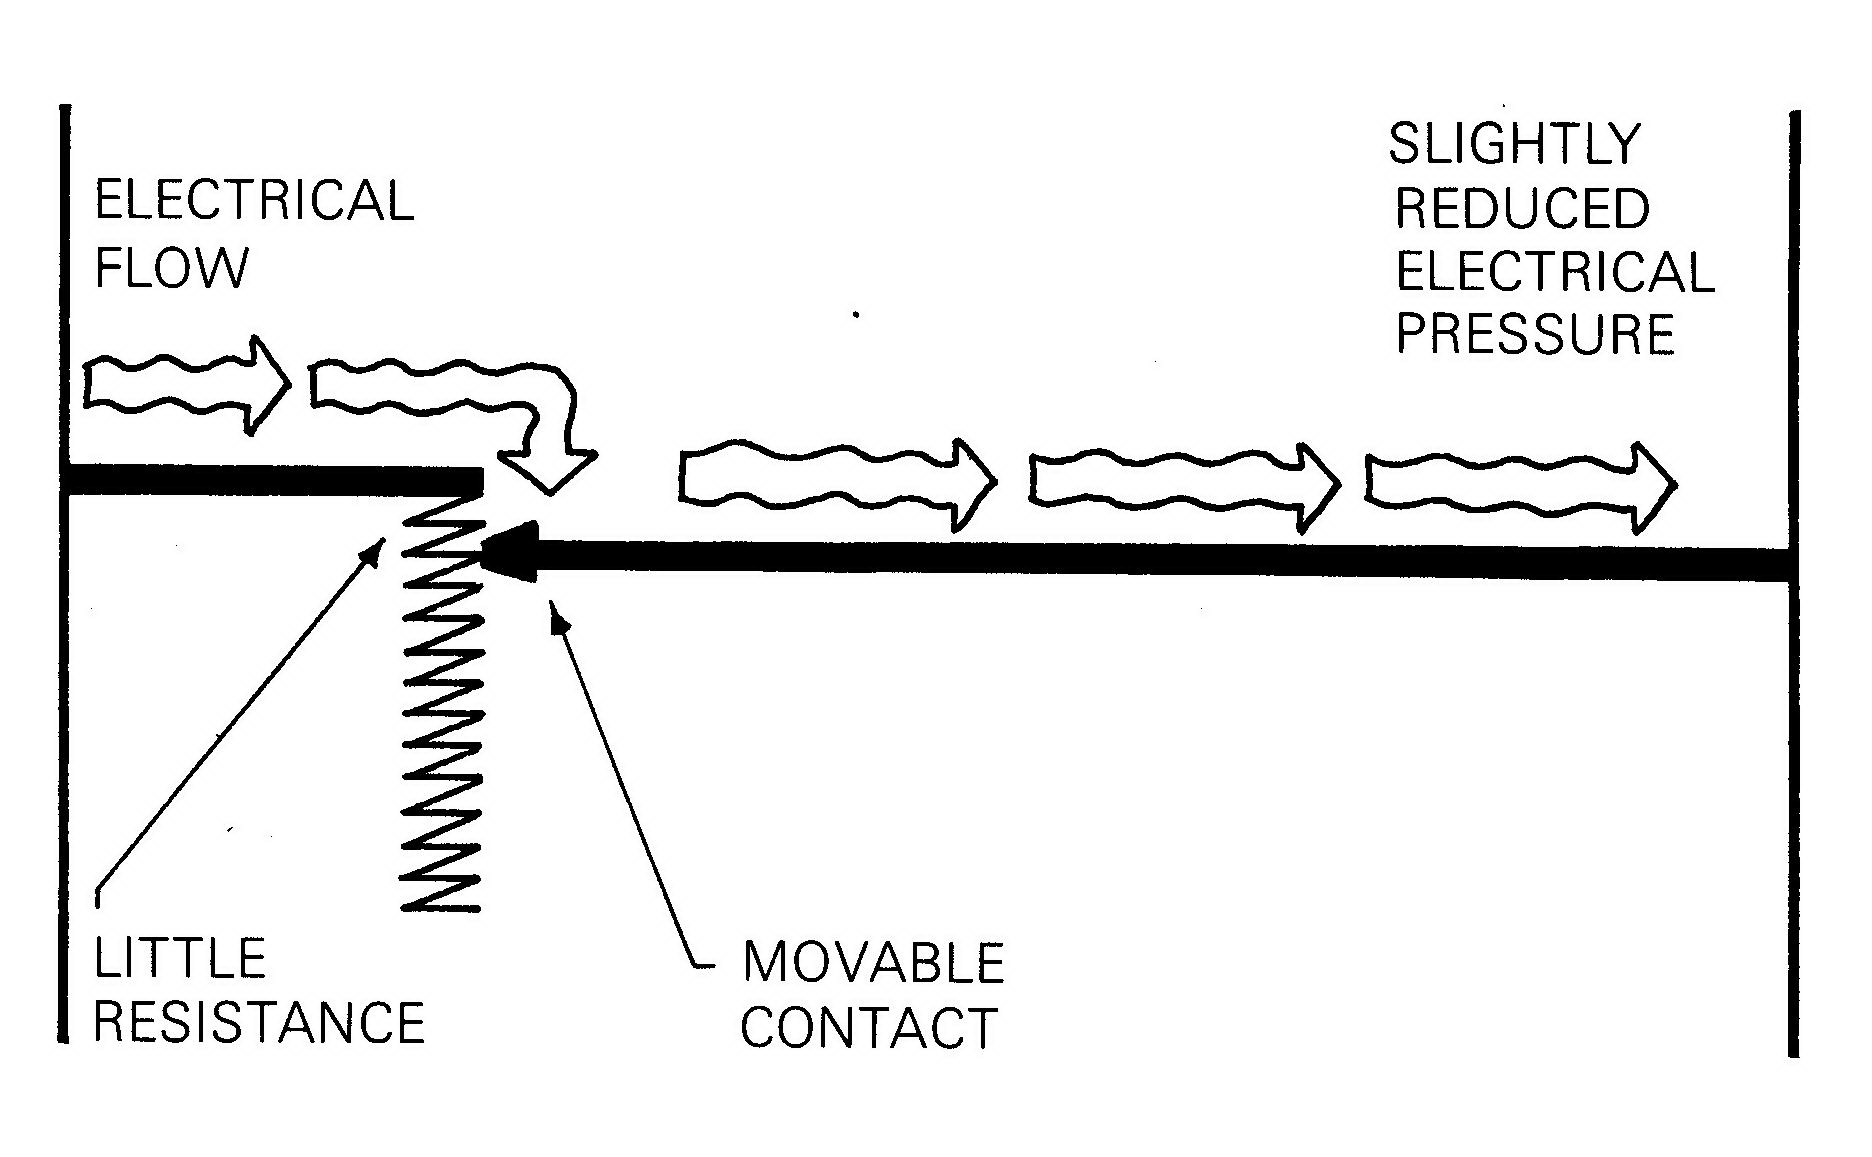 ELECTRICAL
FLOW
SLIGHTLY
REDUCED
ELECTRICAL
PRESSURE
LITTLE
RESISTANCE
MOVABLE
CONTACT